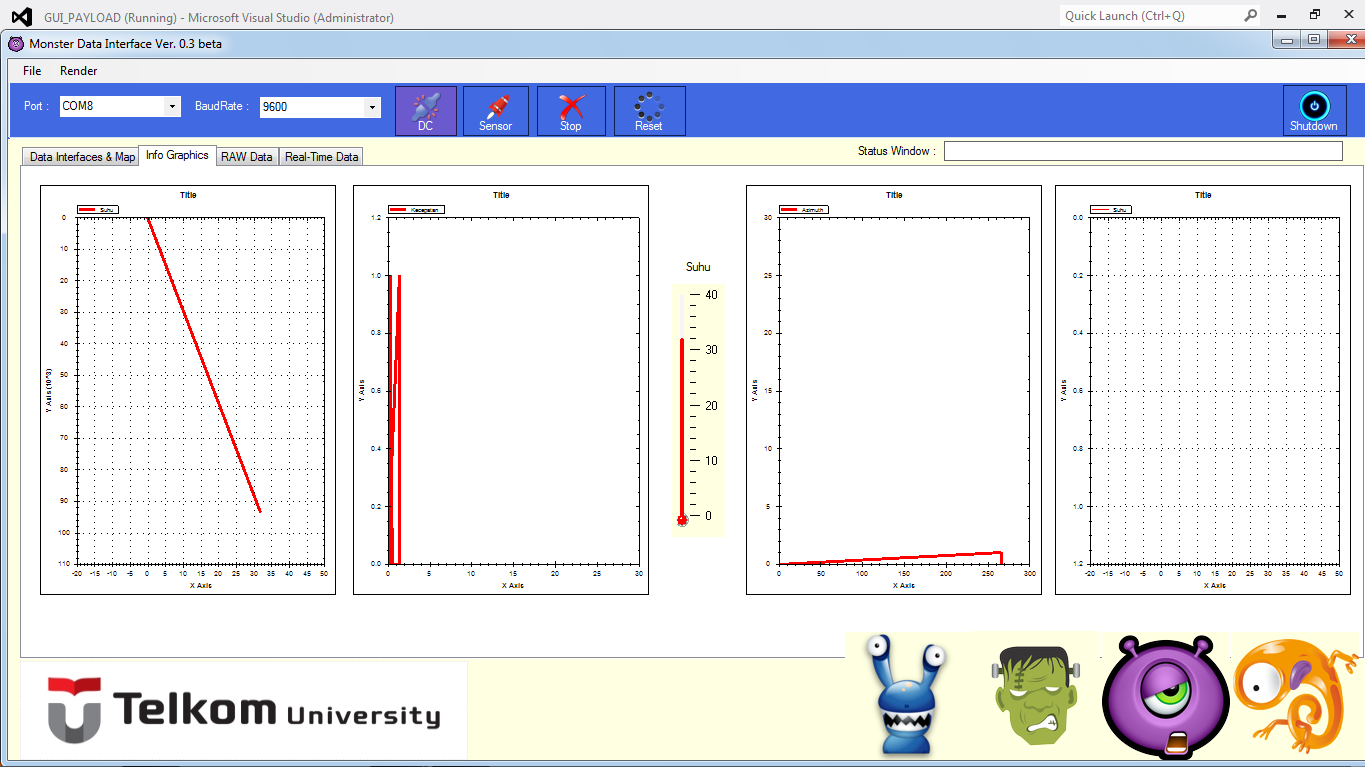 GUI_PAYLOAD (Running) - Microsoft Visual Studio (Administrator)
Quick Launch (Ctrl+Q)
Monster Data Interface Ver. 0.3 beta
File Render
Port : COM8 BaudRate : 9600 DC Sensor Stop Reset Shutdown
Data Interfaces & Map Info Graphics RAW Data Real-Time Data
Status Window :
Title
Suhu
0
10
20
30
40
50
60
70
80
90
100
110
Y Axis (10^3)
-20 -15 -10 -5 0 5 10 15 20 25 30 35 40 45 50
X Axis
Title
Kecepatan
1.2
1.0
0.8
0.6
0.4
0.2
0.0
Y Axis
0 5 10 15 20 25 30
X Axis
Suhu
40
30
20
10
0
Title
Azimuth
30
25
20
15
10
5
0
Y Axis
0 50 100 150 200 250 300
X Axis
Title
Suhu
0.0
0.2
0.4
0.6
0.8
1.0
1.2
Y Axis
-20 -15 -10 -5 0 5 10 15 20 25 30 35 40 45 50
X Axis
Telkom University